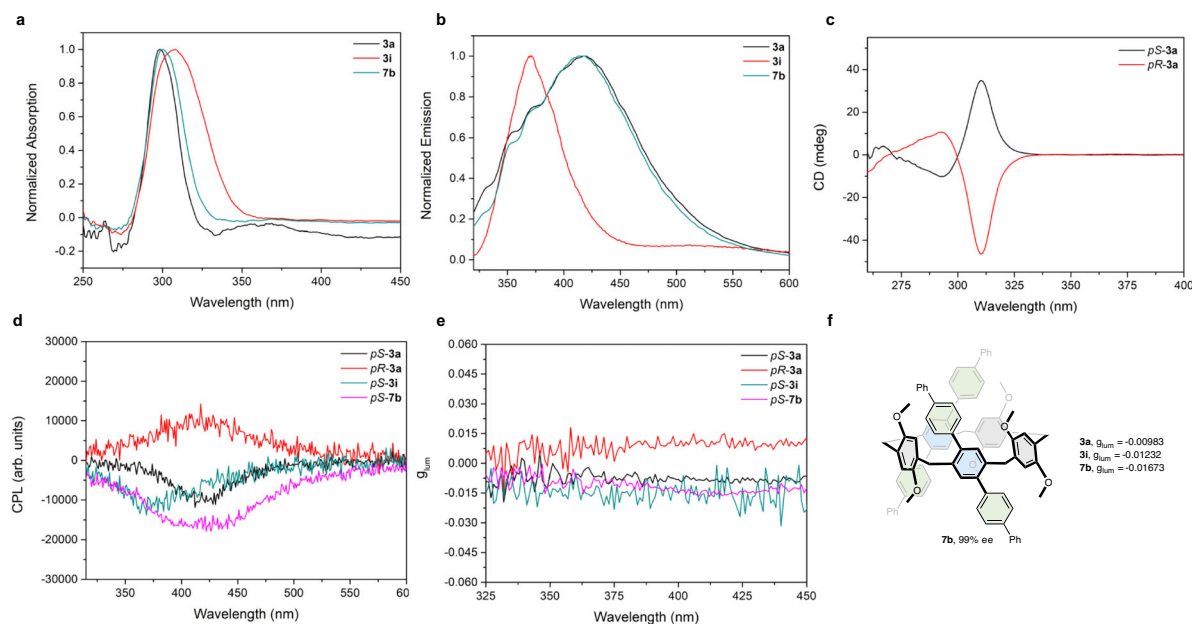 a
3a
3i
7b
1.0
0.8
0.6
0.4
0.2
0.0
-0.2
Normalized Absorption
250 300 350 400 450
Wavelength (nm)
b
3a
3i
7b
1.0
0.8
0.6
0.4
0.2
0.0
Normalized Emission
350 400 450 500 550 600
Wavelength (nm)
c
pS-3a
pR-3a
40
20
0
-20
-40
CD (mdeg)
275 300 325 350 375 400
Wavelength (nm)
d
pS-3a
pR-3a
pS-3i
pS-7b
30000
20000
10000
0
-10000
-20000
-30000
CPL (arb. units)
350 400 450 500 550 600
Wavelength (nm)
e
pS-3a
pR-3a
pS-3i
pS-7b
0.060
0.045
0.030
0.015
0.000
-0.015
-0.030
-0.045
-0.060
glum
325 350 375 400 425 450
Wavelength (nm)
f
Ph
Ph
Ph
O
O
O
O
O
O
Ph
Ph
3a, glum = -0.00983
3i, glum = -0.01232
7b, glum = -0.01673
7b, 99% ee